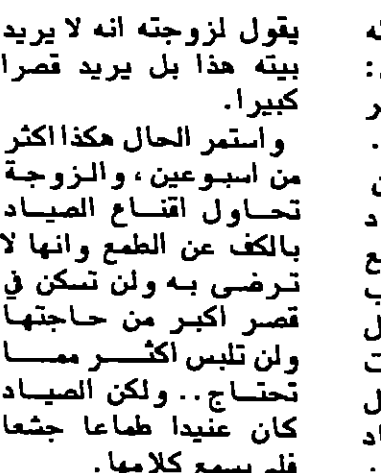 يقول لزوجته انه لا يريد
بيته هذا بل يريد قصرا
كبيرا.
واستمر الحال هكذا اكثر
من اسبوعين، والزوجة
تحاول اقناع الصياد
بالكف عن الطمع وانها لا
ترضى به ولن تسكن في
قصر اكبر من حاجتها
ولن تلبس اكثر مما
تحتاج.. ولكن الصياد
كان عنيدا طماعا جشعا
فلم يسمع كلامها.